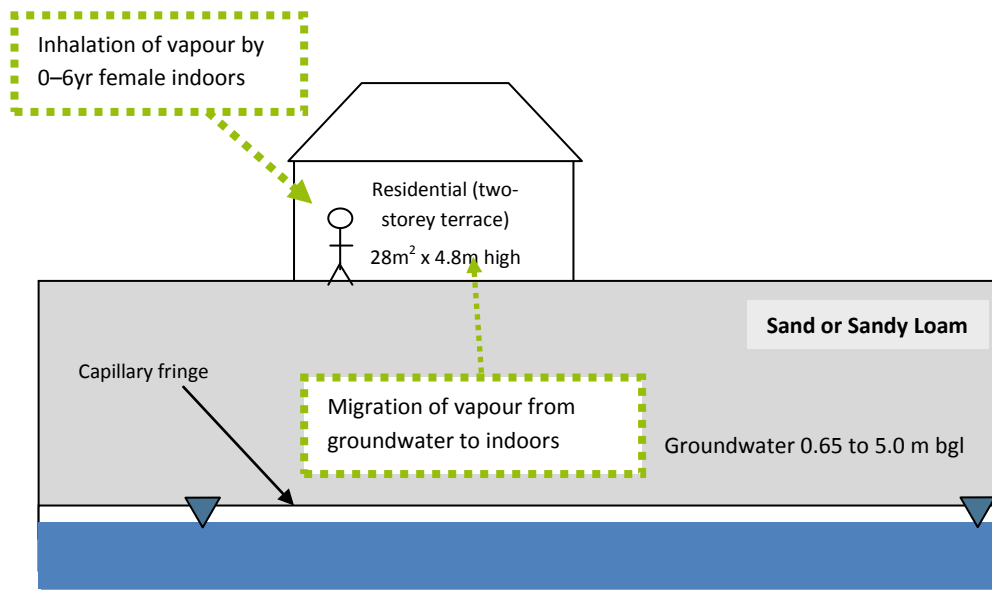 Inhalation of vapour by
0–6yr female indoors
Residential (two-
storey terrace)
28m² x 4.8m high
Sand or Sandy Loam
Capillary fringe
Migration of vapour from
groundwater to indoors
Groundwater 0.65 to 5.0 m bgl